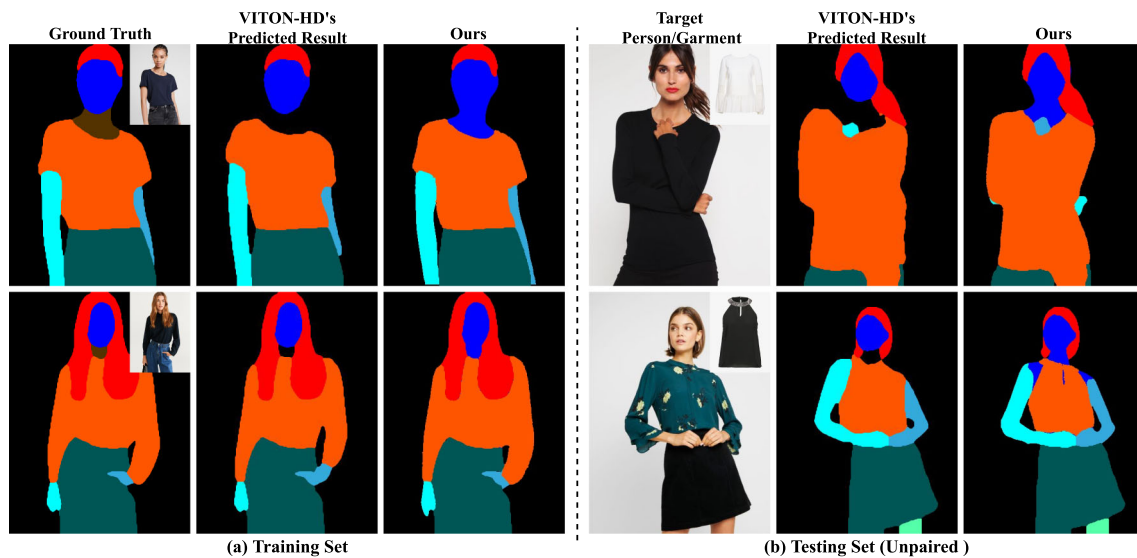 Ground Truth
VITON-HD's
Predicted Result
Ours
Target
Person/Garment
VITON-HD's
Predicted Result
Ours
(a) Training Set
(b) Testing Set (Unpaired )